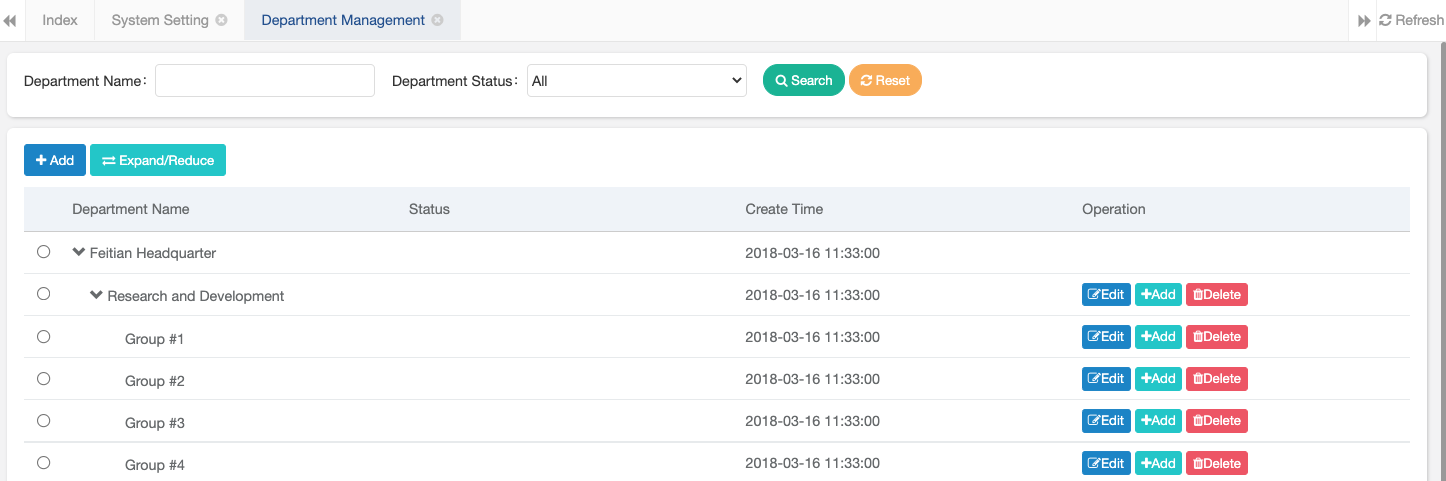 Index System Setting Department Management Refresh
Department Name: Department Status: All Search Reset
Add Expand/Reduce
Department Name Status Create Time Operation
Feitian Headquarter 2018-03-16 11:33:00
Research and Development 2018-03-16 11:33:00 Edit Add Delete
Group #1 2018-03-16 11:33:00 Edit Add Delete
Group #2 2018-03-16 11:33:00 Edit Add Delete
Group #3 2018-03-16 11:33:00 Edit Add Delete
Group #4 2018-03-16 11:33:00 Edit Add Delete